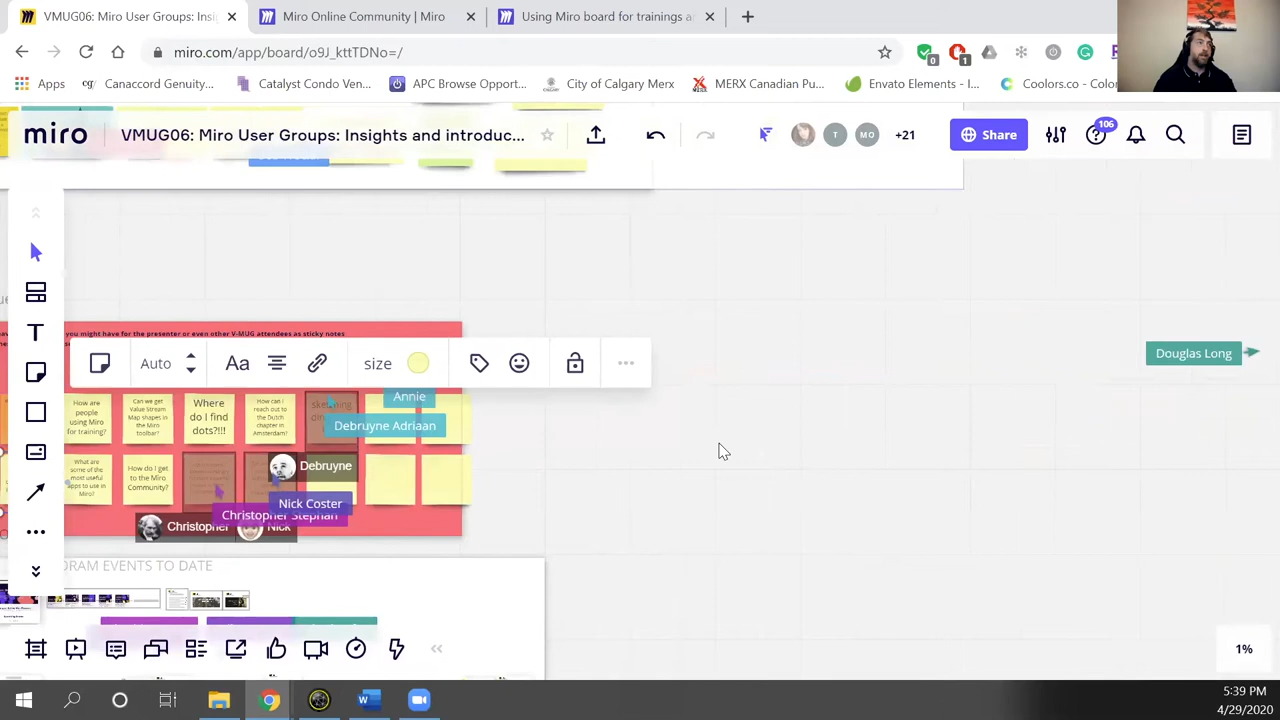 VMUG06: Miro User Groups: Insi
Miro Online Community | Miro
Using Miro board for trainings a
miro.com/app/board/o9J_kttTDNo=/
0
1
Apps
Canaccord Genuity...
Catalyst Condo Ven...
APC Browse Opport...
City of Calgary Merx
MERX Canadian Pu...
Envato Elements - I...
Coolors.co - Colo
miro
VMUG06: Miro User Groups: Insights and introduc...
T
MO
+21
Share
106
Douglas Long
you might have for the presenter or even other V-MUG attendees as sticky notes
Auto
Aa
size
How are people using Miro for training?
Can we get Value Stream Map shapes in the Miro toolbar?
Where do I find dots?!!!
How can I reach out to the Dutch chapter in Amsterdam?
Annie
Debruyne Adriaan
What are some of the most useful apps to use in Miro?
How do I get to the Miro Community?
Debruyne
Nick Coster
Christopher Stephan
Christopher
Nick
T
ORAM EVENTS TO DATE
1%
5:39 PM
4/29/2020